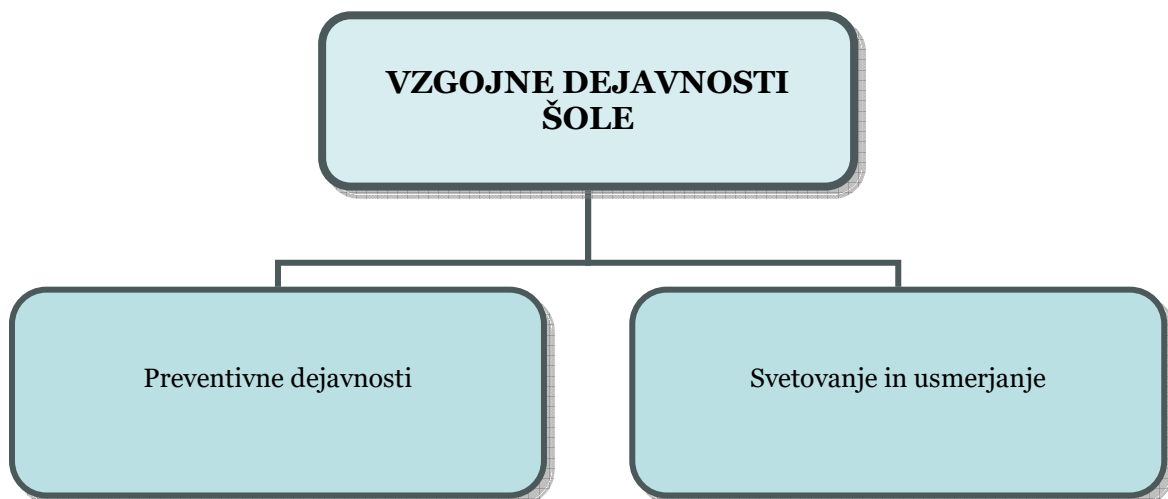 VZGOJNE DEJAVNOSTI
ŠOLE
Preventivne dejavnosti
Svetovanje in usmerjanje